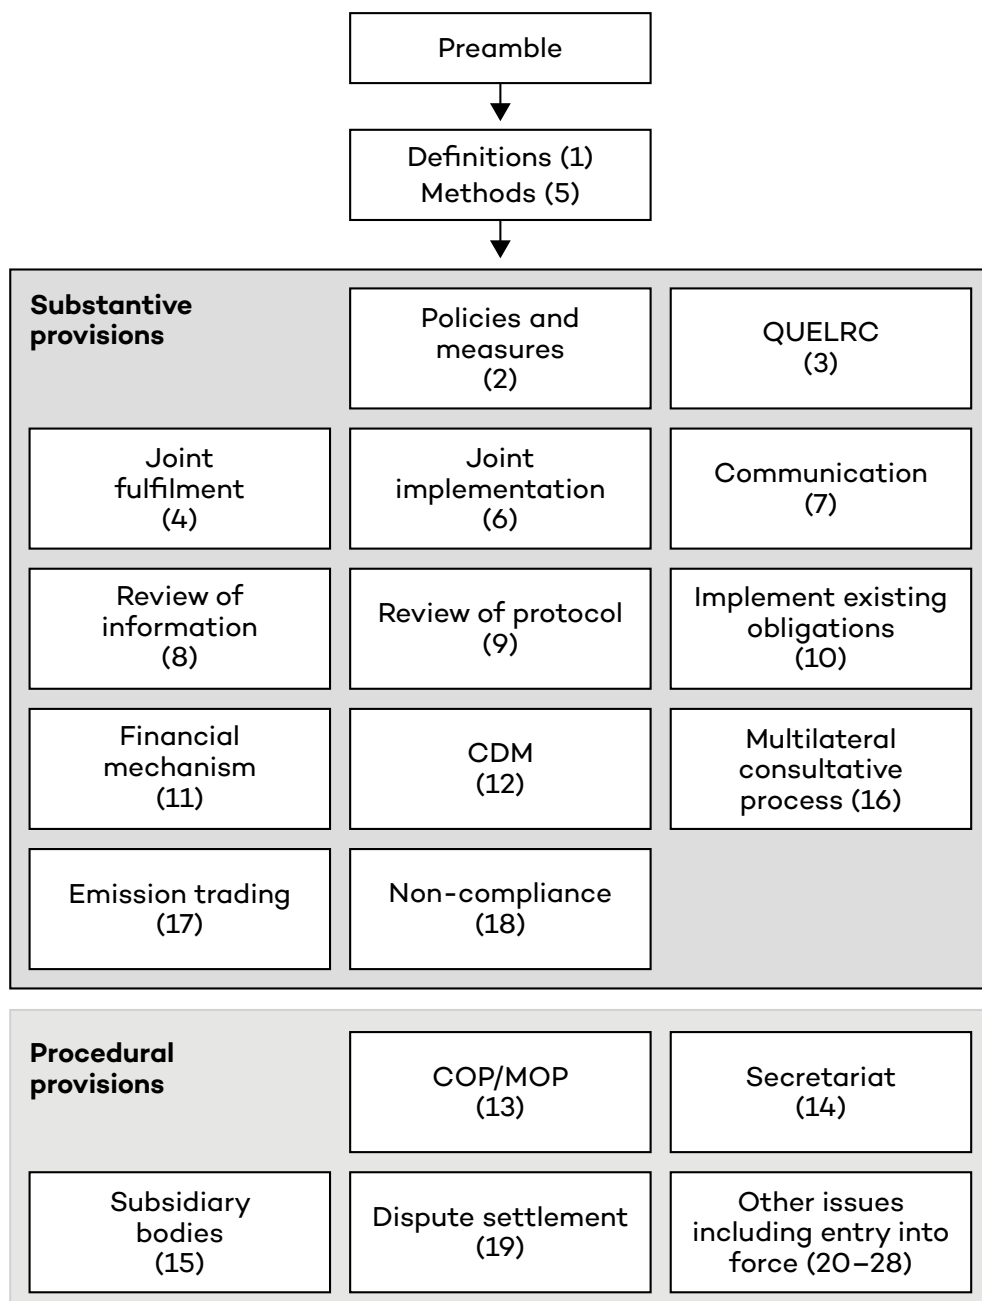 Preamble
Definitions (1)
Methods (5)
Substantive
provisions
Policies and
measures
(2)
QUELRC
(3)
Joint
fulfilment
(4)
Joint
implementation
(6)
Communication
(7)
Review of
information
(8)
Review of protocol
(9)
Implement existing
obligations
(10)
Financial
mechanism
(11)
CDM
(12)
Multilateral
consultative
process (16)
Emission trading
(17)
Non-compliance
(18)
Procedural
provisions
COP/MOP
(13)
Secretariat
(14)
Subsidiary
bodies
(15)
Dispute settlement
(19)
Other issues
including entry into
force (20–28)